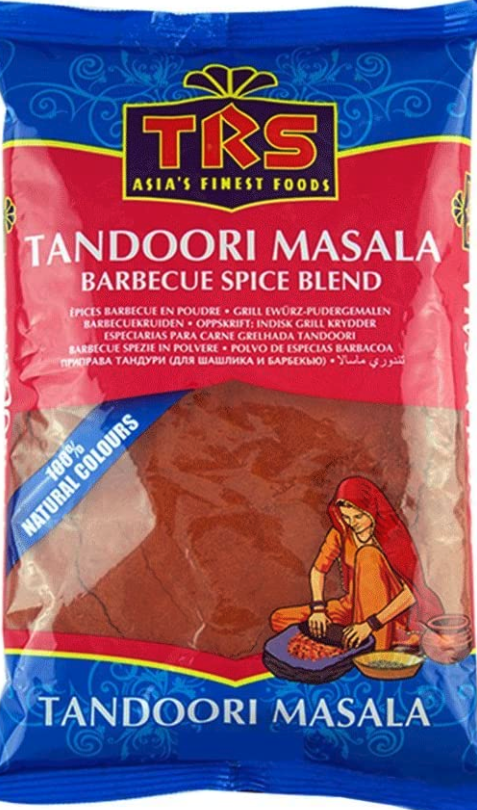 TRS
ASIA'S FINEST FOODS
TANDOORI MASALA
BARBECUE SPICE BLEND
ÉPICES BARBECUE EN POUDRE • GRILL EWÜRZ-PUDERGEMALEN
BARBECUEKRUIDEN • OPPSKRIFT: INDISK GRILL KRYDDER
ESPECIARIAS PARA CARNE GRELHADA TANDOORI
BARBECUE SPEZIE IN POLVERE • POLVO DE ESPECIAS BARBACOA
ПРИПРАВА ТАНДУРИ (ДЛЯ ШАШЛИКА И БАРБЕКЬЮ) • تندوري ماسالا
100%
NATURAL COLOURS
TANDOORI MASALA